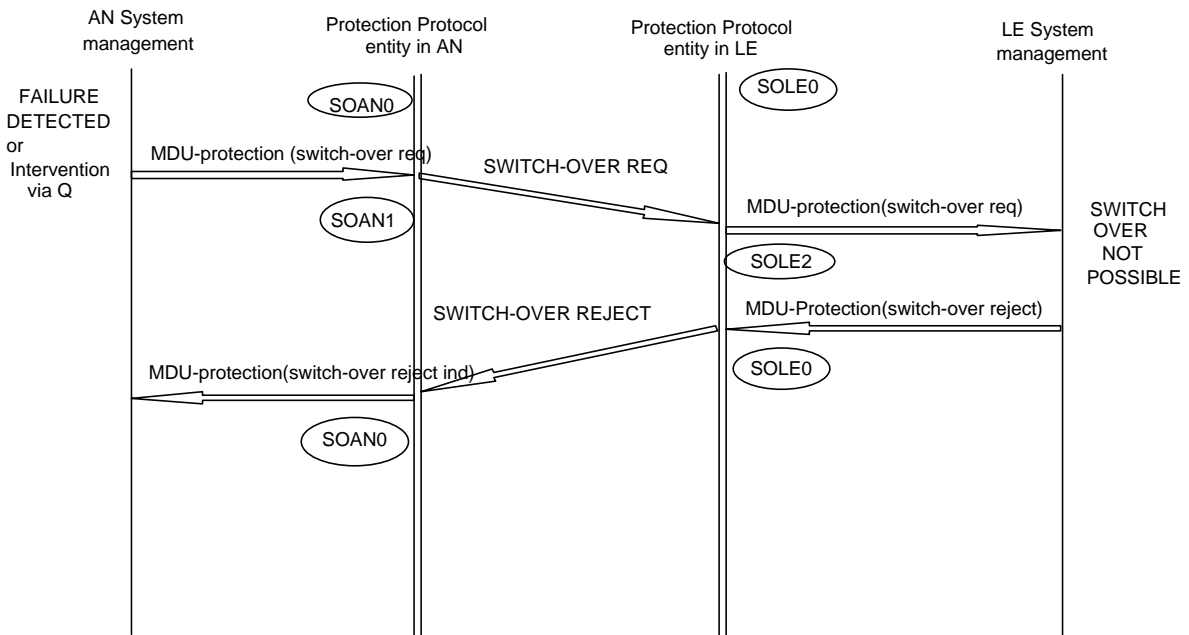 AN System
management
Protection Protocol
entity in AN
Protection Protocol
entity in LE
LE System
management
FAILURE
DETECTED
or
Intervention
via Q
SOAN0
SOLE0
MDU-protection (switch-over req)
SWITCH-OVER REQ
SOAN1
MDU-protection(switch-over req)
SWITCH
OVER
NOT
POSSIBLE
SOLE2
SWITCH-OVER REJECT
MDU-Protection(switch-over reject)
MDU-protection(switch-over reject ind)
SOLE0
SOAN0